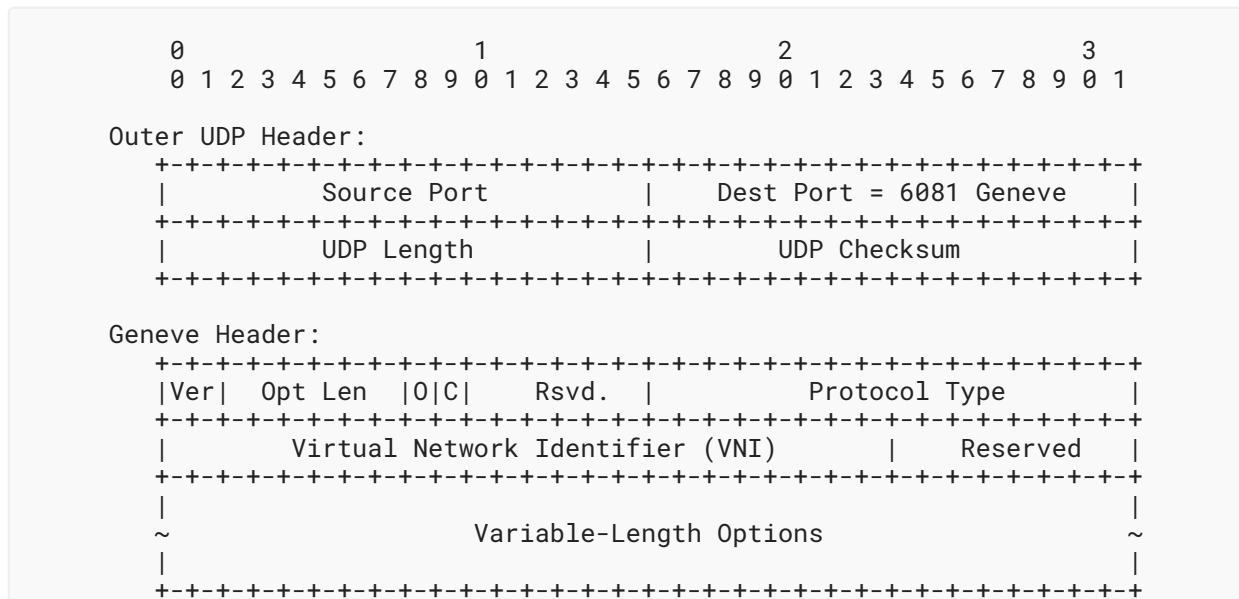 0                   1                   2                   3
0 1 2 3 4 5 6 7 8 9 0 1 2 3 4 5 6 7 8 9 0 1 2 3 4 5 6 7 8 9 0 1
Outer UDP Header:
+-+-+-+-+-+-+-+-+-+-+-+-+-+-+-+-+-+-+-+-+-+-+-+-+-+-+-+-+-+-+-+-+
|          Source Port          |    Dest Port = 6081 Geneve    |
+-+-+-+-+-+-+-+-+-+-+-+-+-+-+-+-+-+-+-+-+-+-+-+-+-+-+-+-+-+-+-+-+
|          UDP Length           |        UDP Checksum           |
+-+-+-+-+-+-+-+-+-+-+-+-+-+-+-+-+-+-+-+-+-+-+-+-+-+-+-+-+-+-+-+-+
Geneve Header:
+-+-+-+-+-+-+-+-+-+-+-+-+-+-+-+-+-+-+-+-+-+-+-+-+-+-+-+-+-+-+-+-+
|Ver|  Opt Len  |O|C|    Rsvd.  |          Protocol Type        |
+-+-+-+-+-+-+-+-+-+-+-+-+-+-+-+-+-+-+-+-+-+-+-+-+-+-+-+-+-+-+-+-+
|        Virtual Network Identifier (VNI)       |    Reserved   |
+-+-+-+-+-+-+-+-+-+-+-+-+-+-+-+-+-+-+-+-+-+-+-+-+-+-+-+-+-+-+-+-+
|                                                               |
~                    Variable-Length Options                    ~
|                                                               |
+-+-+-+-+-+-+-+-+-+-+-+-+-+-+-+-+-+-+-+-+-+-+-+-+-+-+-+-+-+-+-+-+